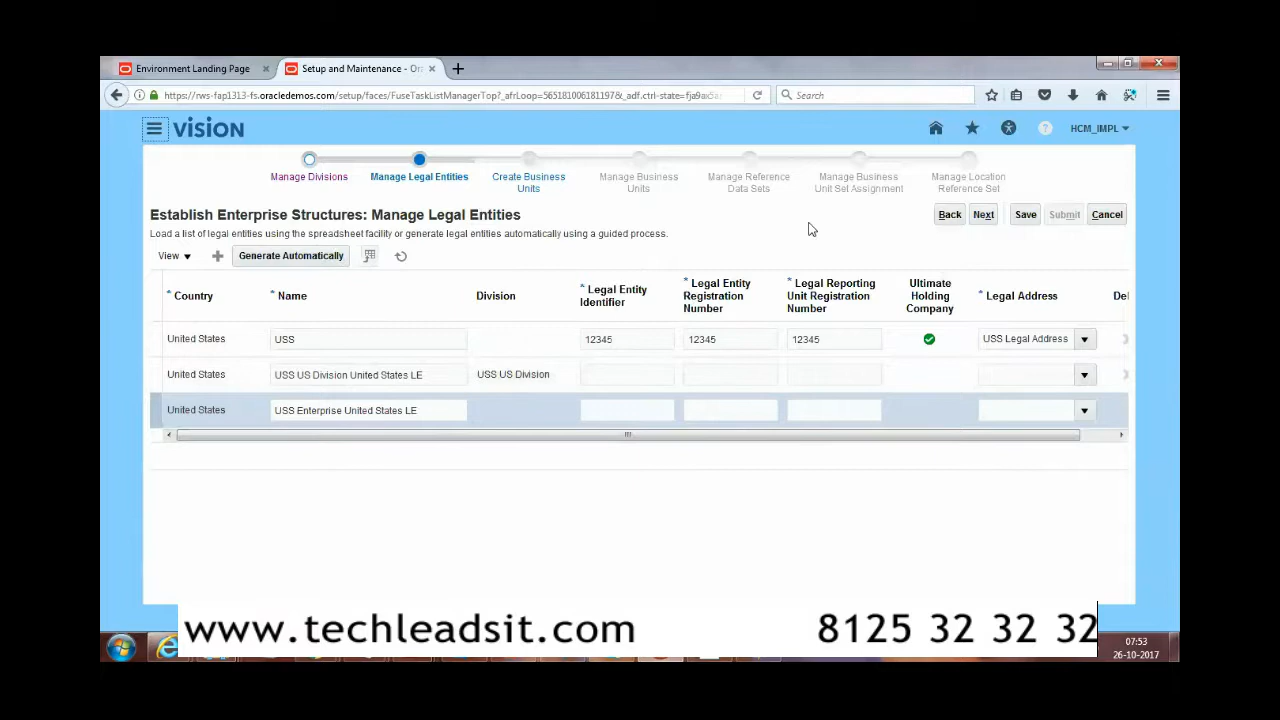 Environment Landing Page × Setup and Maintenance - Or × +
https://rws-fap1313-fs.oracledemos.com/setup/faces/FuseTaskListManagerTop?_afrLoop=565181006181197&_adf.ctrl-state= Search
vision HCM_IMPL
Manage Divisions Manage Legal Entities Create Business Units Manage Business Units Manage Reference Data Sets Manage Business Unit Set Assignment Manage Location Reference Set
Establish Enterprise Structures: Manage Legal Entities Back Next Save Submit Cancel
Load a list of legal entities using the spreadsheet facility or generate legal entities automatically using a guided process.
View Generate Automatically
* Country * Name Division * Legal Entity Identifier * Legal Entity Registration Number * Legal Reporting Unit Registration Number Ultimate Holding Company * Legal Address Del
United States USS 12345 12345 12345 USS Legal Address
United States USS US Division United States LE USS US Division
United States USS Enterprise United States LE
www.techleadsit.com 8125 32 32 32
07:53
26-10-2017